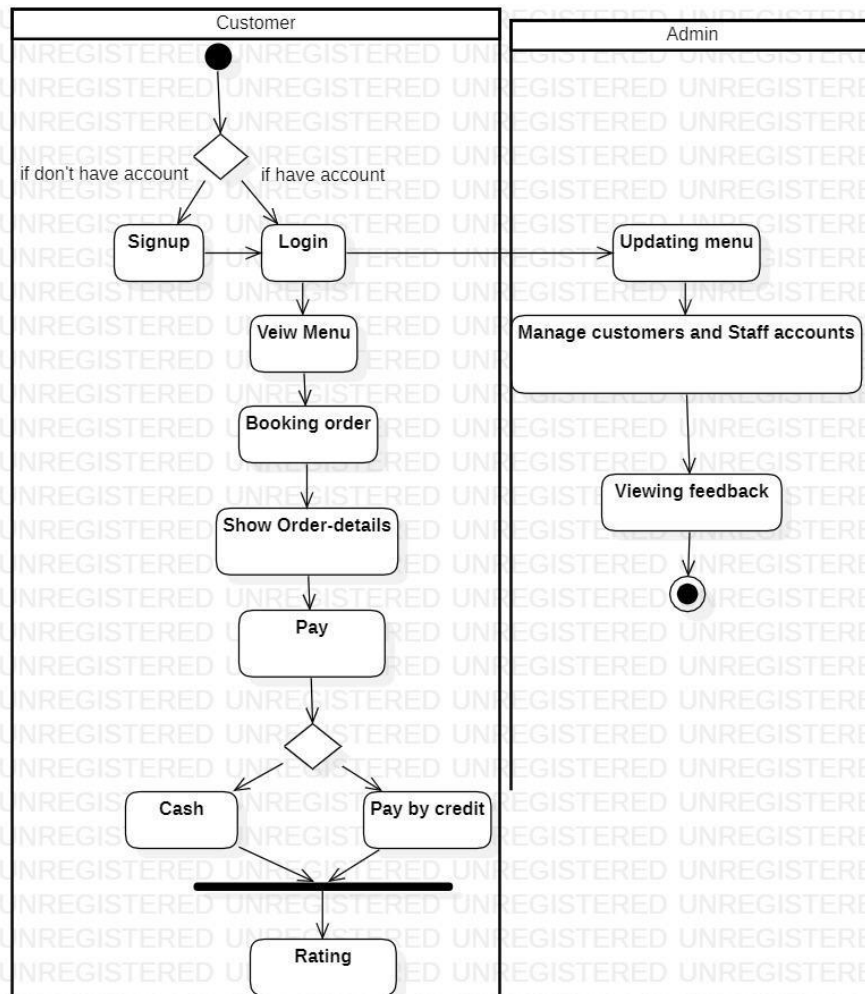 Customer
Admin
if don't have account
if have account
Signup
Login
Updating menu
Veiw Menu
Manage customers and Staff accounts
Booking order
Viewing feedback
Show Order-details
Pay
Cash
Pay by credit
Rating
UNREGISTERED